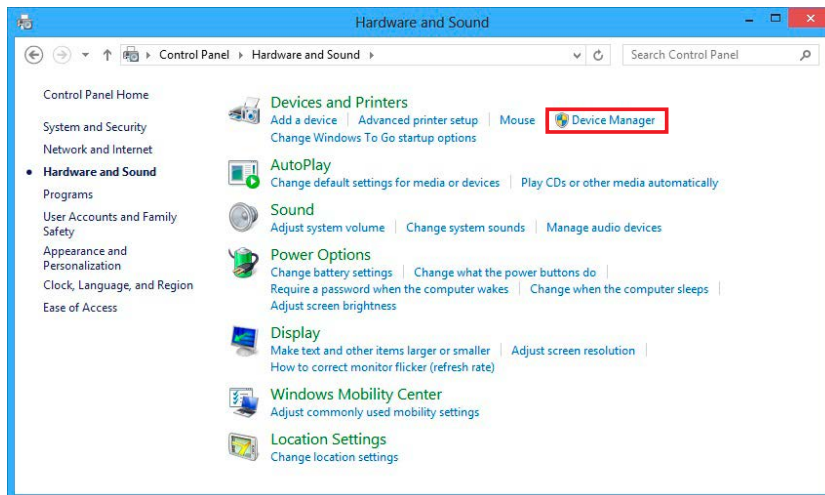 Hardware and Sound
Control Panel Hardware and Sound
Search Control Panel
Control Panel Home
System and Security
Network and Internet
Hardware and Sound
Programs
User Accounts and Family
Safety
Appearance and
Personalization
Clock, Language, and Region
Ease of Access
Devices and Printers
Add a device Advanced printer setup Mouse Device Manager
Change Windows To Go startup options
AutoPlay
Change default settings for media or devices Play CDs or other media automatically
Sound
Adjust system volume Change system sounds Manage audio devices
Power Options
Change battery settings Change what the power buttons do
Require a password when the computer wakes Change when the computer sleeps
Adjust screen brightness
Display
Make text and other items larger or smaller Adjust screen resolution
How to correct monitor flicker (refresh rate)
Windows Mobility Center
Adjust commonly used mobility settings
Location Settings
Change location settings